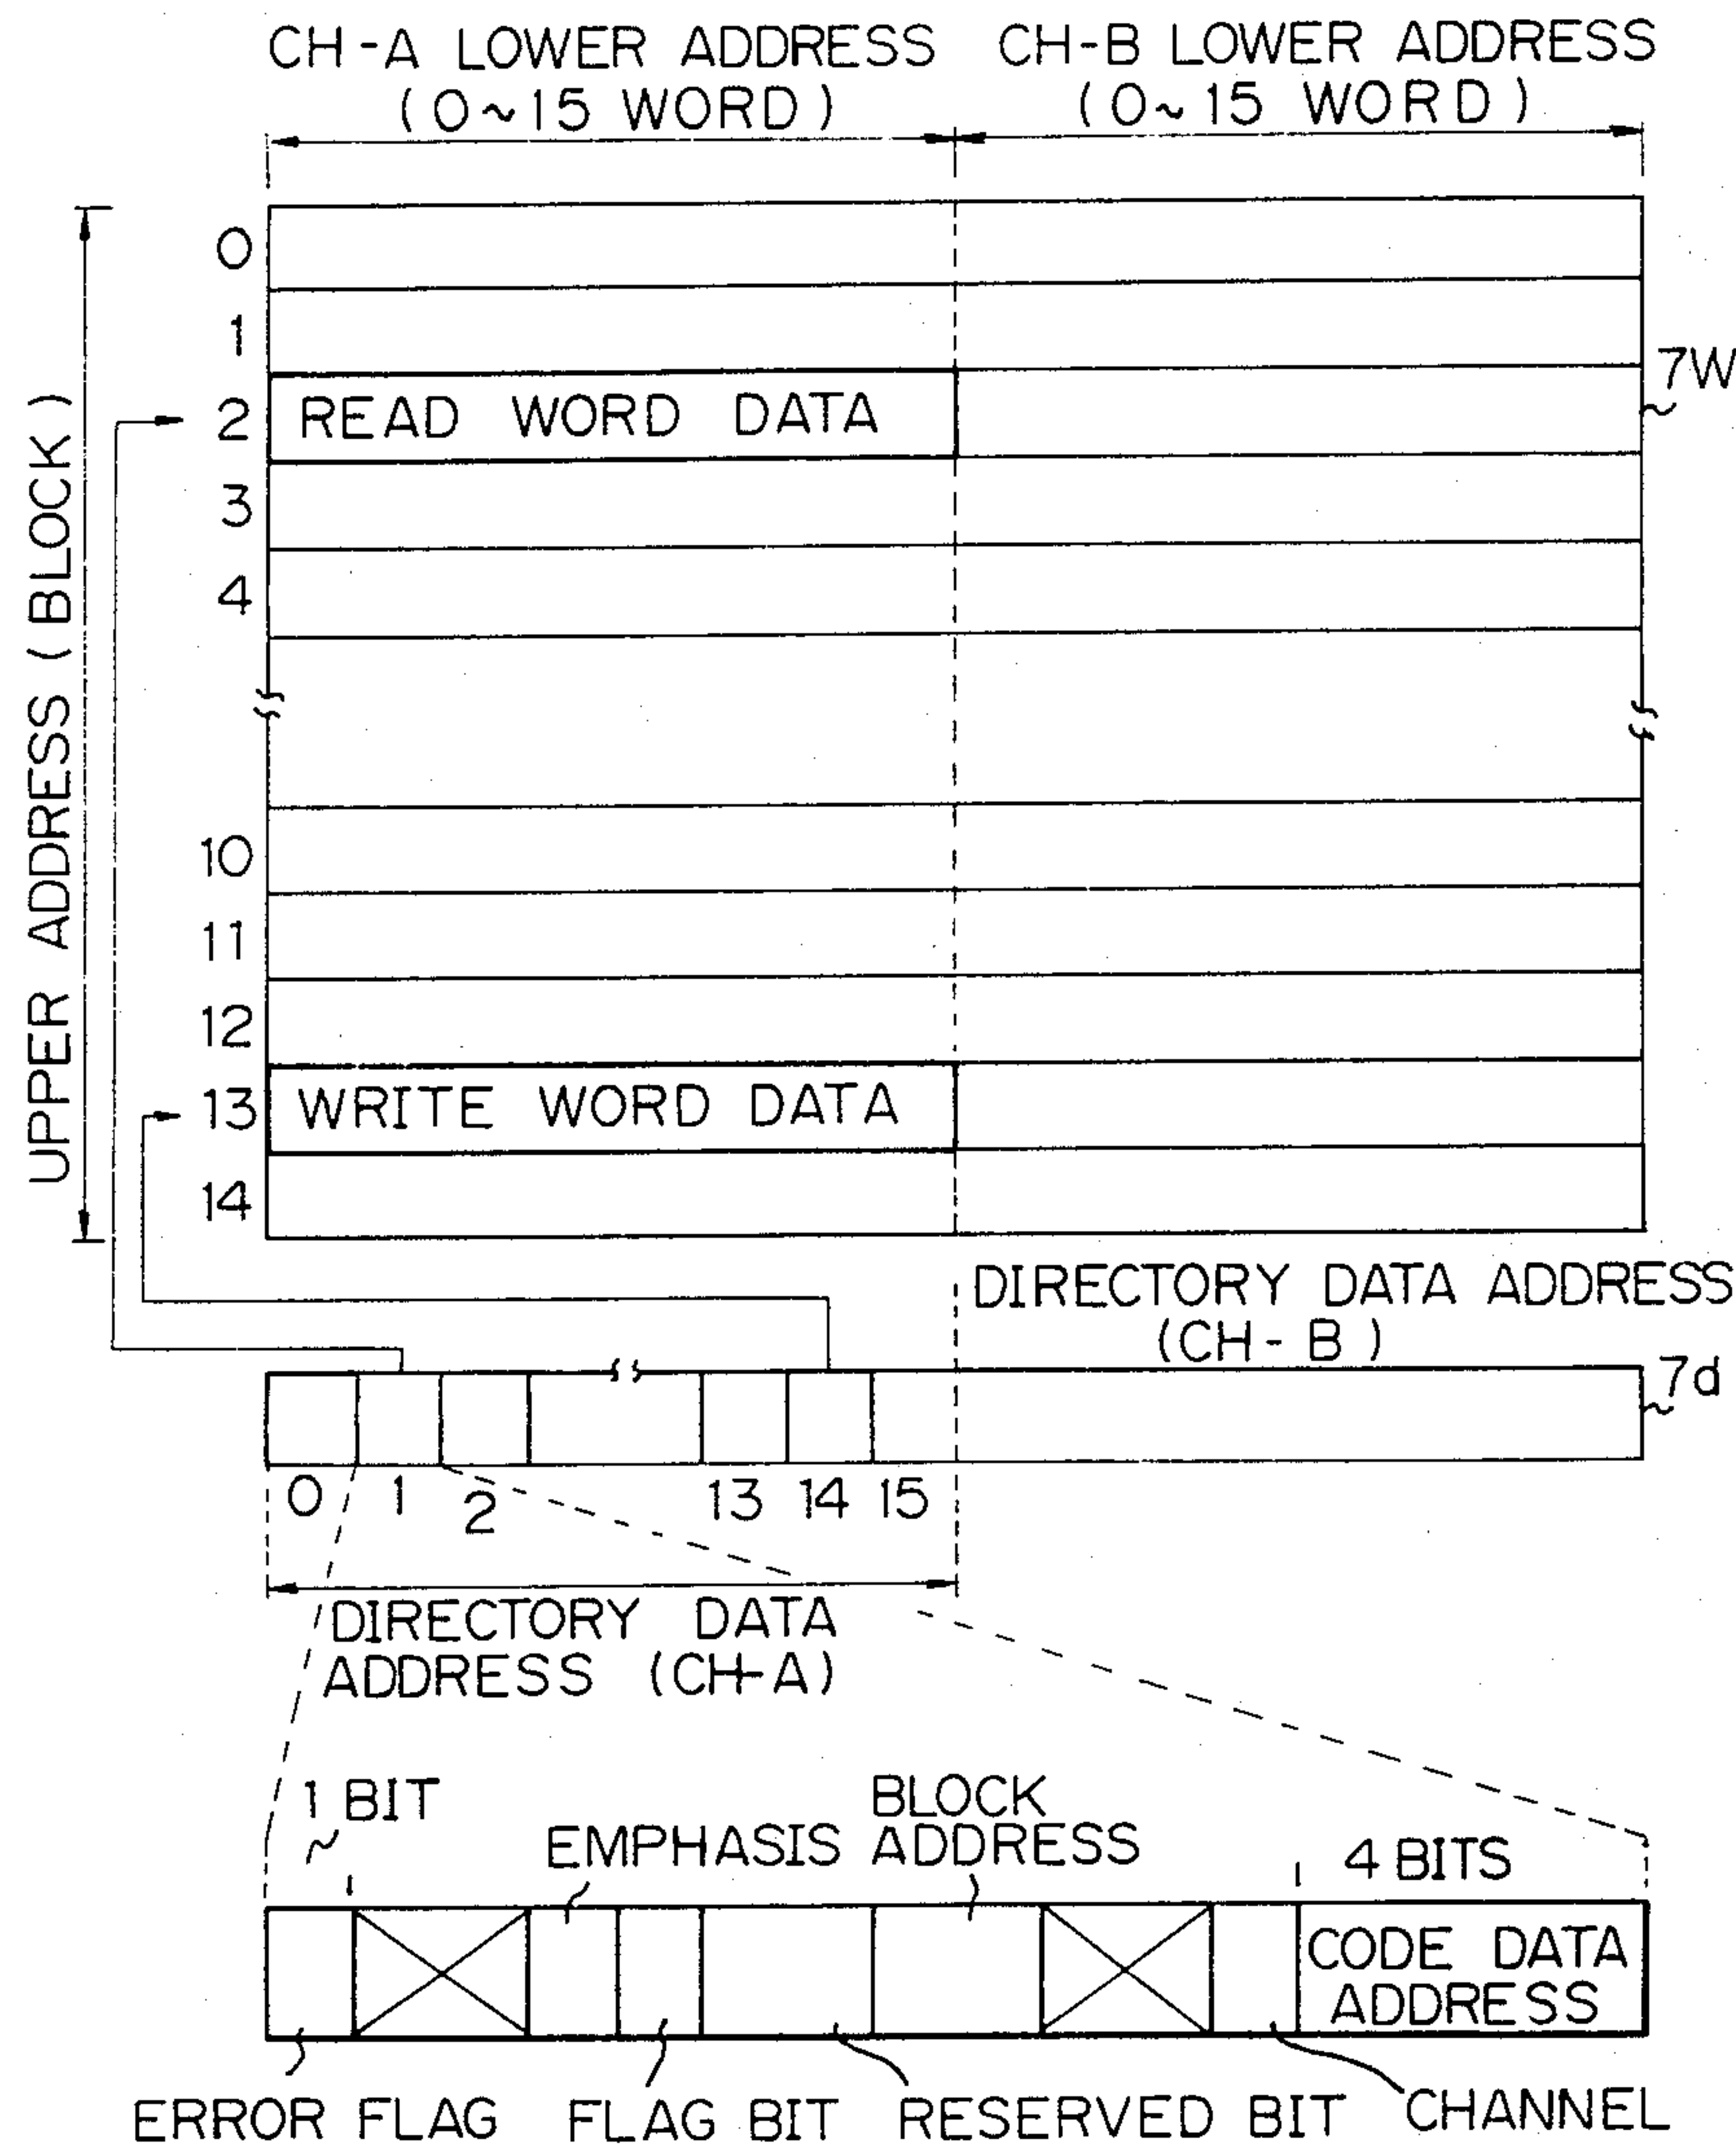 CH-A LOWER ADDRESS
(0~15 WORD)
CH-B LOWER ADDRESS
(0~15 WORD)
UPPER ADDRESS (BLOCK)
0
1
7W
2 READ WORD DATA
3
4
10
11
12
13 WRITE WORD DATA
14
DIRECTORY DATA ADDRESS
(CH-B)
7d
0 1 2 13 14 15
DIRECTORY DATA
ADDRESS (CH-A)
1 BIT
EMPHASIS
BLOCK
ADDRESS
4 BITS
CODE DATA
ADDRESS
ERROR FLAG FLAG BIT RESERVED BIT CHANNEL